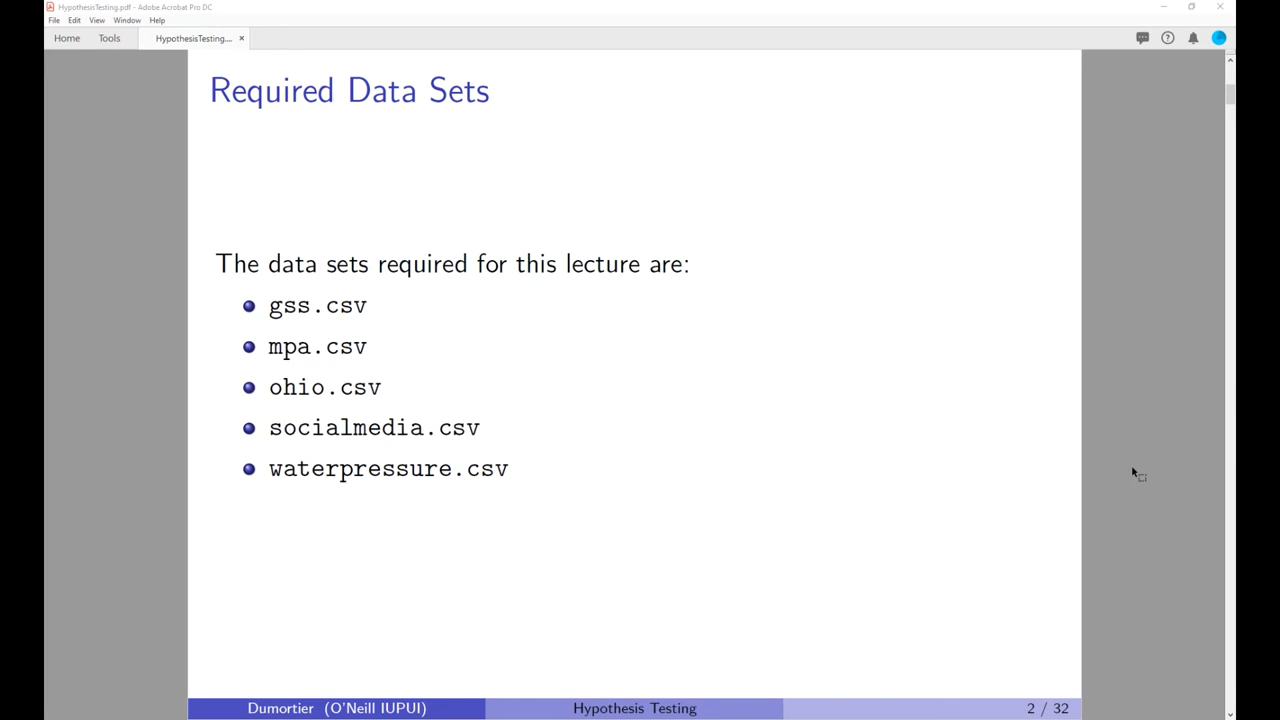 HypothesisTesting.pdf - Adobe Acrobat Pro DC
File Edit View Window Help
Home Tools HypothesisTesting.... ×
Required Data Sets
The data sets required for this lecture are:
gss.csv
mpa.csv
ohio.csv
socialmedia.csv
waterpressure.csv
Dumortier (O'Neill IUPUI) Hypothesis Testing 2 / 32